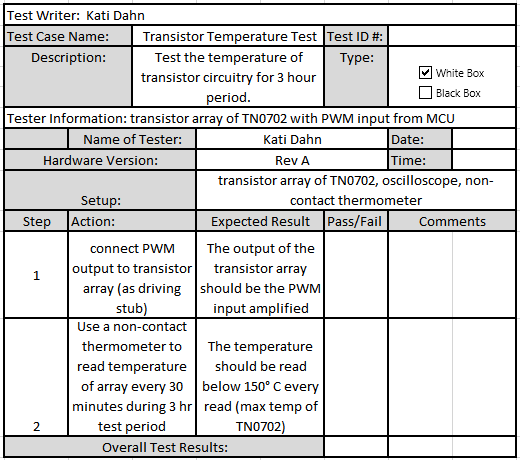 Test Writer: Kati Dahn
Test Case Name: Transistor Temperature Test Test ID #:
Description: Test the temperature of Type:
transistor circuitry for 3 hour
period.
White Box
Black Box
Tester Information: transistor array of TN0702 with PWM input from MCU
Name of Tester: Kati Dahn Date:
Hardware Version: Rev A Time:
Setup: transistor array of TN0702, oscilloscope, non-
contact thermometer
Step Action: Expected Result Pass/Fail Comments
1
connect PWM
output to transistor
array (as driving
stub)
The output of the
transistor array
should be the PWM
input amplified
2
Use a non-contact
thermometer to
read temperature
of array every 30
minutes during 3 hr
test period
The temperature
should be read
below 150° C every
read (max temp of
TN0702)
Overall Test Results: